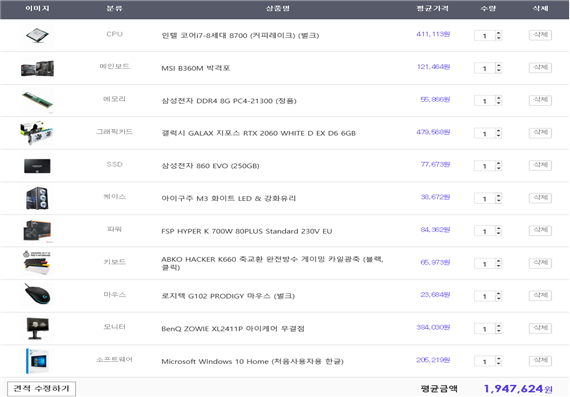 이미지 분류 상품명 평균가격 수량 삭제
CPU 인텔 코어i7-8세대 8700 (커피레이크) (벌크) 411,113원 1 삭제
메인보드 MSI B360M 박격포 121,464원 1 삭제
메모리 삼성전자 DDR4 8G PC4-21300 (정품) 55,866원 1 삭제
그래픽카드 갤럭시 GALAX 지포스 RTX 2060 WHITE D EX D6 6GB 479,568원 1 삭제
SSD 삼성전자 860 EVO (250GB) 77,673원 1 삭제
케이스 아이구주 M3 화이트 LED & 강화유리 38,672원 1 삭제
파워 FSP HYPER K 700W 80PLUS Standard 230V EU 84,362원 1 삭제
키보드 ABKO HACKER K660 축교환 완전방수 게이밍 카일광축 (블랙, 65,973원 1 삭제
클릭)
마우스 로지텍 G102 PRODIGY 마우스 (벌크) 23,684원 1 삭제
모니터 BenQ ZOWIE XL2411P 아이케어 무결점 384,030원 1 삭제
소프트웨어 Microsoft Windows 10 Home (처음사용자용 한글) 205,219원 1 삭제
견적 수정하기 평균금액 1,947,624원